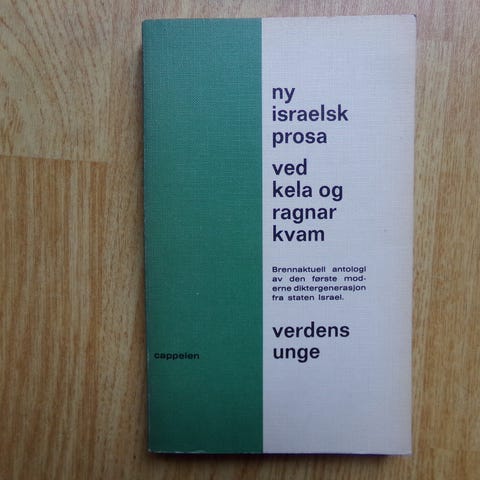 ny
israelsk
prosa
ved
kela og
ragnar
kvam
Brennaktuell antologi
av den første mod-
erne diktergenerasjon
fra staten Israel.
verdens
unge
cappelen